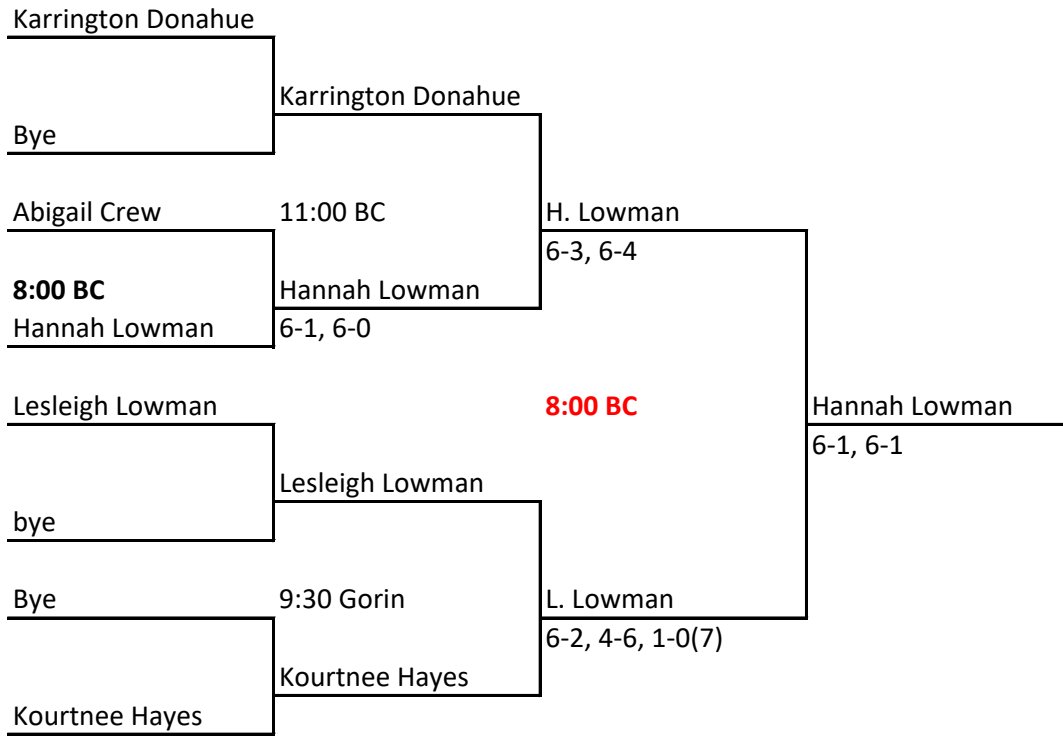 Karrington Donahue
Karrington Donahue
Bye
Abigail Crew
11:00 BC
H. Lowman
6-3, 6-4
8:00 BC
Hannah Lowman
Hannah Lowman
6-1, 6-0
Lesleigh Lowman
8:00 BC
Hannah Lowman
6-1, 6-1
Lesleigh Lowman
bye
Bye
9:30 Gorin
L. Lowman
6-2, 4-6, 1-0(7)
Kourtnee Hayes
Kourtnee Hayes